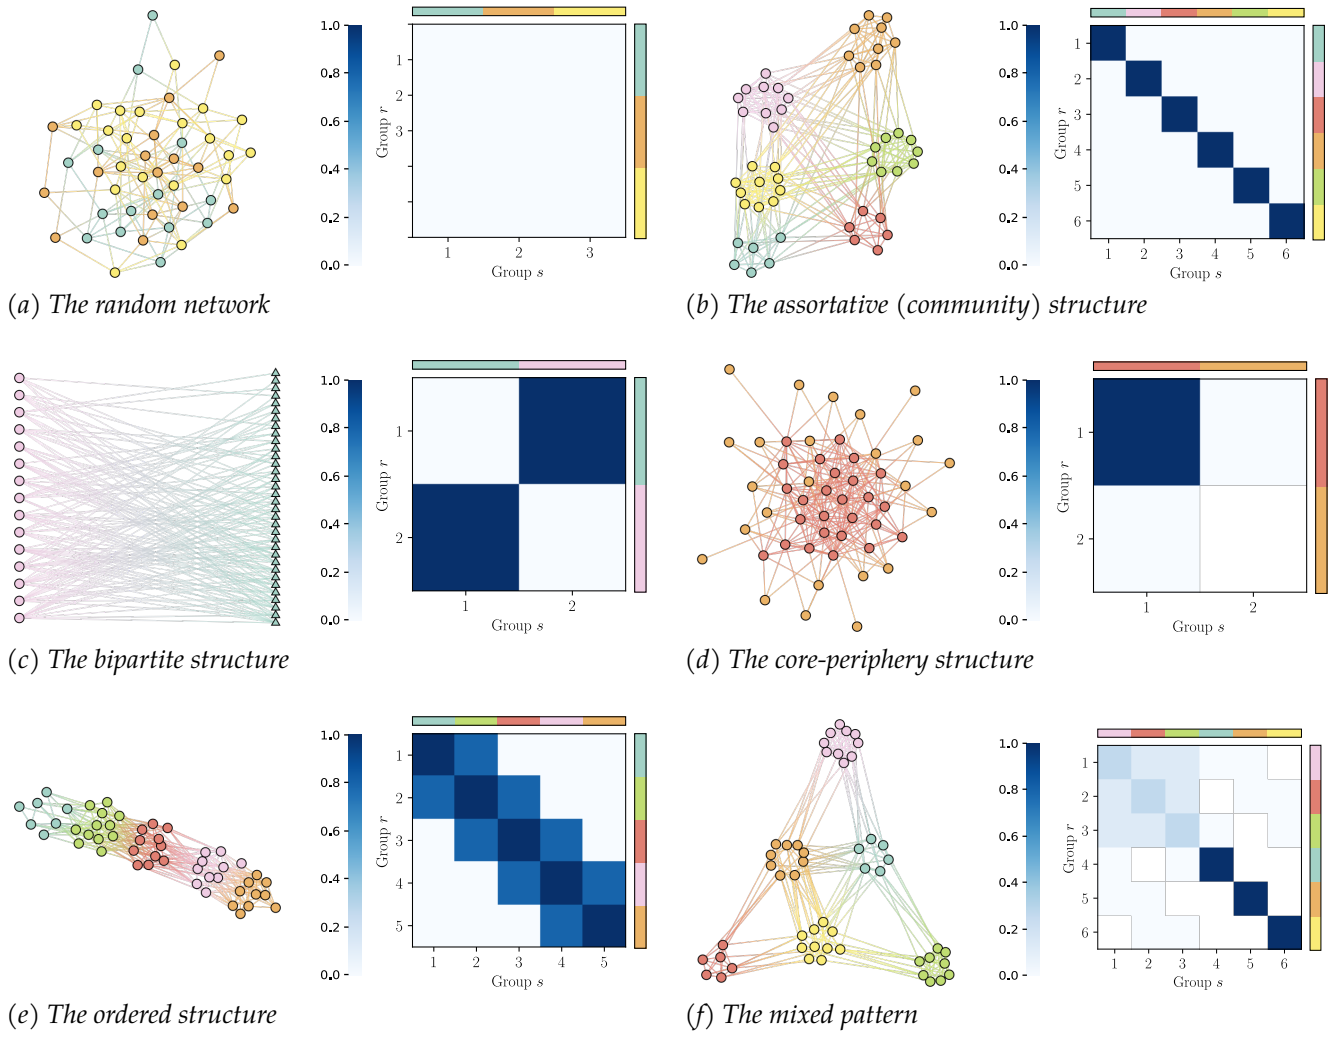 1.0
0.8
0.6
0.4
0.2
0.0
Group r
1
2
3
1 2 3
Group s
(a) The random network
1.0
0.8
0.6
0.4
0.2
0.0
Group r
1
2
3
4
5
6
1 2 3 4 5 6
Group s
(b) The assortative (community) structure
1.0
0.8
0.6
0.4
0.2
0.0
Group r
1
2
1 2
Group s
(c) The bipartite structure
1.0
0.8
0.6
0.4
0.2
0.0
Group r
1
2
1 2
Group s
(d) The core-periphery structure
1.0
0.8
0.6
0.4
0.2
0.0
Group r
1
2
3
4
5
1 2 3 4 5
Group s
(e) The ordered structure
1.0
0.8
0.6
0.4
0.2
0.0
Group r
1
2
3
4
5
6
1 2 3 4 5 6
Group s
(f) The mixed pattern